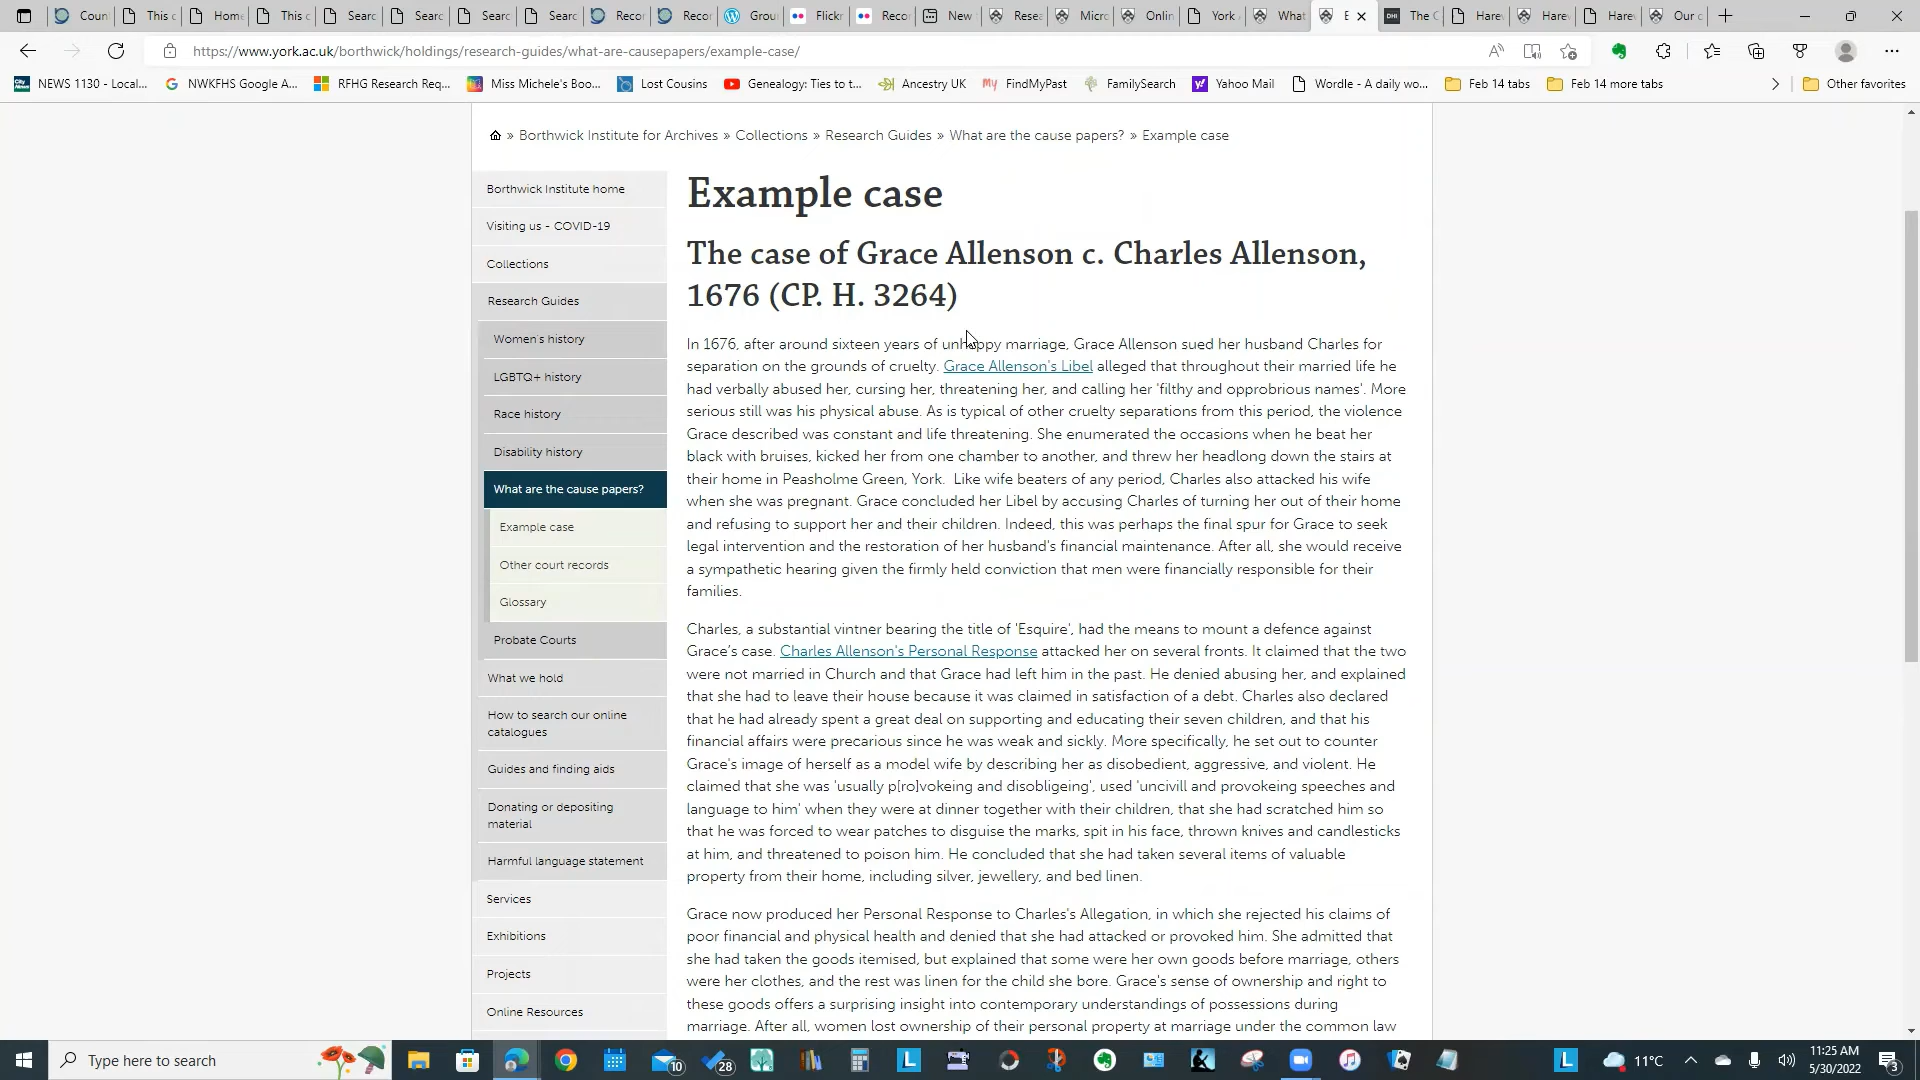 Coun
This c
Home
This c
Searc
Searc
Searc
Searc
Recor
Recor
Grou
Flickr
Reco
New
Resea
Micro
Onlin
York
What
E
The C
Harev
Harev
Harev
Our c
https://www.york.ac.uk/borthwick/holdings/research-guides/what-are-causepapers/example-case/
NEWS 1130 - Local...
NWKFHS Google A...
RFHG Research Req...
Miss Michele's Boo...
Lost Cousins
Genealogy: Ties to t...
Ancestry UK
FindMyPast
FamilySearch
Yahoo Mail
Wordle - A daily wo...
Feb 14 tabs
Feb 14 more tabs
Other favorites
» Borthwick Institute for Archives » Collections » Research Guides » What are the cause papers? » Example case
Borthwick Institute home
Visiting us - COVID-19
Collections
Research Guides
Women's history
LGBTQ+ history
Race history
Disability history
What are the cause papers?
Example case
Other court records
Glossary
Probate Courts
What we hold
How to search our online
catalogues
Guides and finding aids
Donating or depositing
material
Harmful language statement
Services
Exhibitions
Projects
Online Resources
Example case
The case of Grace Allenson c. Charles Allenson,
1676 (CP. H. 3264)
In 1676, after around sixteen years of unhappy marriage, Grace Allenson sued her husband Charles for
separation on the grounds of cruelty. Grace Allenson's Libel alleged that throughout their married life he
had verbally abused her, cursing her, threatening her, and calling her 'filthy and opprobrious names'. More
serious still was his physical abuse. As is typical of other cruelty separations from this period, the violence
Grace described was constant and life threatening. She enumerated the occasions when he beat her
black with bruises, kicked her from one chamber to another, and threw her headlong down the stairs at
their home in Peasholme Green, York. Like wife beaters of any period, Charles also attacked his wife
when she was pregnant. Grace concluded her Libel by accusing Charles of turning her out of their home
and refusing to support her and their children. Indeed, this was perhaps the final spur for Grace to seek
legal intervention and the restoration of her husband's financial maintenance. After all, she would receive
a sympathetic hearing given the firmly held conviction that men were financially responsible for their
families.
Charles, a substantial vintner bearing the title of 'Esquire', had the means to mount a defence against
Grace's case. Charles Allenson's Personal Response attacked her on several fronts. It claimed that the two
were not married in Church and that Grace had left him in the past. He denied abusing her, and explained
that she had to leave their house because it was claimed in satisfaction of a debt. Charles also declared
that he had already spent a great deal on supporting and educating their seven children, and that his
financial affairs were precarious since he was weak and sickly. More specifically, he set out to counter
Grace's image of herself as a model wife by describing her as disobedient, aggressive, and violent. He
claimed that she was 'usually p[ro]vokeing and disobligeing', used 'uncivill and provokeing speeches and
language to him' when they were at dinner together with their children, that she had scratched him so
that he was forced to wear patches to disguise the marks, spit in his face, thrown knives and candlesticks
at him, and threatened to poison him. He concluded that she had taken several items of valuable
property from their home, including silver, jewellery, and bed linen.
Grace now produced her Personal Response to Charles's Allegation, in which she rejected his claims of
poor financial and physical health and denied that she had attacked or provoked him. She admitted that
she had taken the goods itemised, but explained that some were her own goods before marriage, others
were her clothes, and the rest was linen for the child she bore. Grace's sense of ownership and right to
these goods offers a surprising insight into contemporary understandings of possessions during
marriage. After all, women lost ownership of their personal property at marriage under the common law
Type here to search
10
28
11°C
11:25 AM
5/30/2022
3